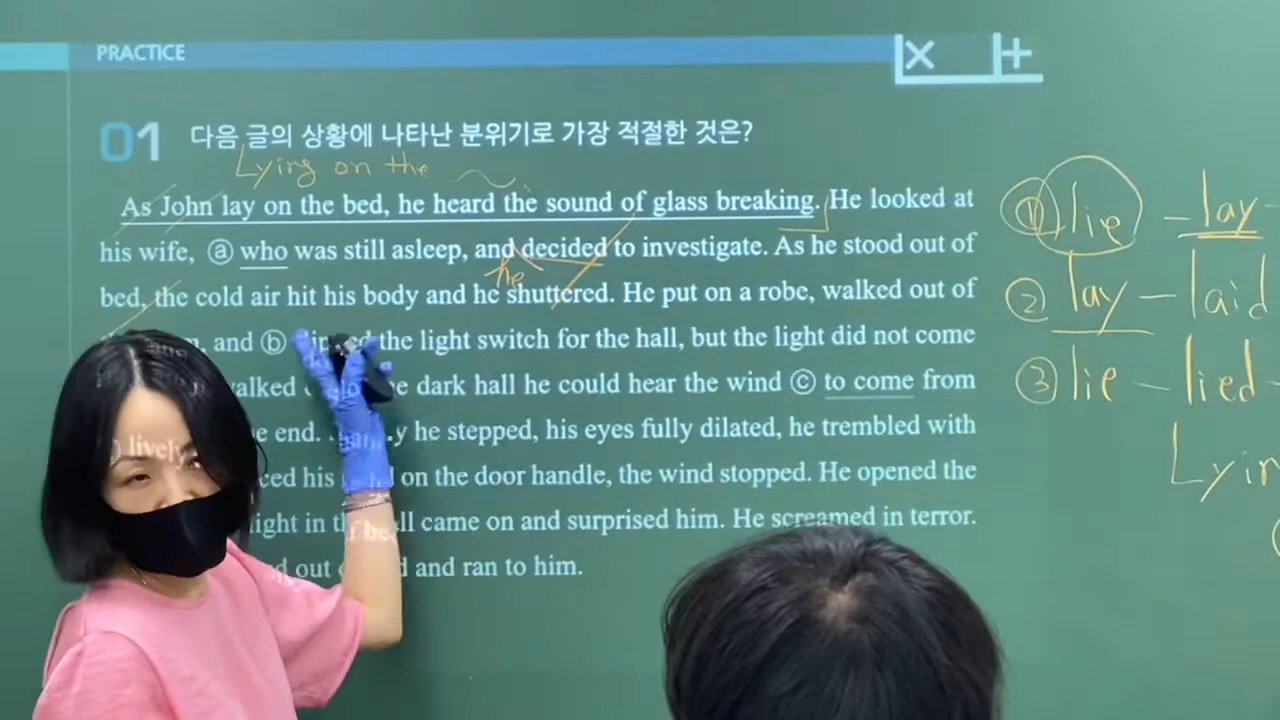 PRACTICE
01 다음 글의 상황에 나타난 분위기로 가장 적절한 것은?
Lying on the
As John lay on the bed, he heard the sound of glass breaking. He looked at
his wife, ⓐ who was still asleep, and decided to investigate. As he stood out of
he
bed, the cold air hit his body and he shuttered. He put on a robe, walked out of
and ⓑ the light switch for the hall, but the light did not come
dark hall he could hear the wind ⓒ to come from
end. he stepped, his eyes fully dilated, he trembled with
his on the door handle, the wind stopped. He opened the
in came on and surprised him. He screamed in terror.
out and ran to him.
① lie - lay -
② lay - laid
③ lie - lied -